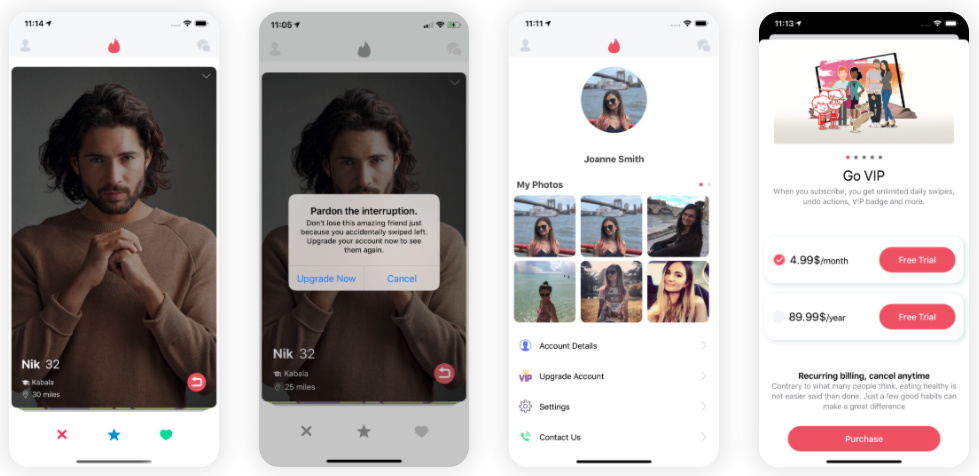 11:14
Nik 32
Kabala
30 miles
11:05
Pardon the interruption.
Don't lose this amazing friend just
because you accidentally swiped left.
Upgrade your account now to see
them again.
Upgrade Now
Cancel
Nik 32
Kabala
25 miles
11:11
Joanne Smith
My Photos
Account Details
VIP
Upgrade Account
Settings
Contact Us
11:13
Go VIP
When you subscribe, you get unlimited daily swipes,
undo actions, VIP badge and more.
4.99$/month
Free Trial
89.99$/year
Free Trial
Recurring billing, cancel anytime
Contrary to what many people think, eating healthy is
not easier said than done. Just a few good habits can
make a great difference
Purchase